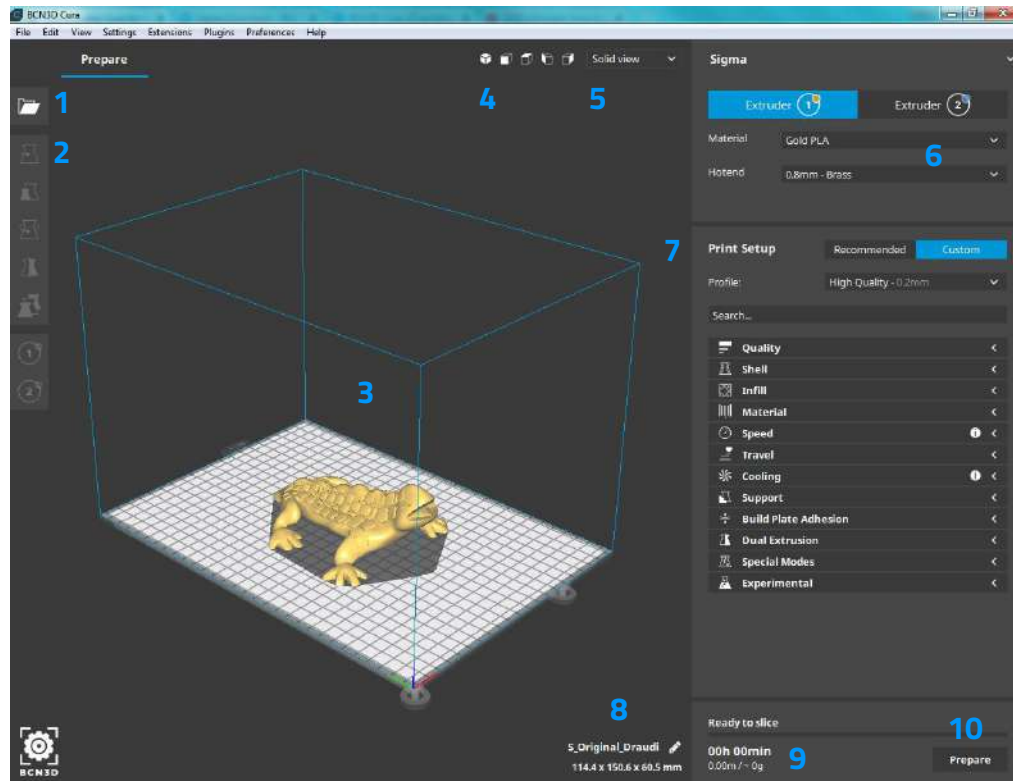 BCN3D Cura
File Edit View Settings Extensions Plugins Preferences Help
Prepare
Solid view
Sigma
1
2
3
4
5
6
7
8
9
10
Extruder 1
Extruder 2
Material
Gold PLA
Hotend
0.8mm - Brass
Print Setup
Recommended
Custom
Profile:
High Quality - 0.2mm
Search...
Quality
Shell
Infill
Material
Speed
Travel
Cooling
Support
Build Plate Adhesion
Dual Extrusion
Special Modes
Experimental
1
2
S_Original_Draudi
114.4 x 150.6 x 60.5 mm
Ready to slice
00h 00min
0.00m / ~ 0g
Prepare
BCN3D